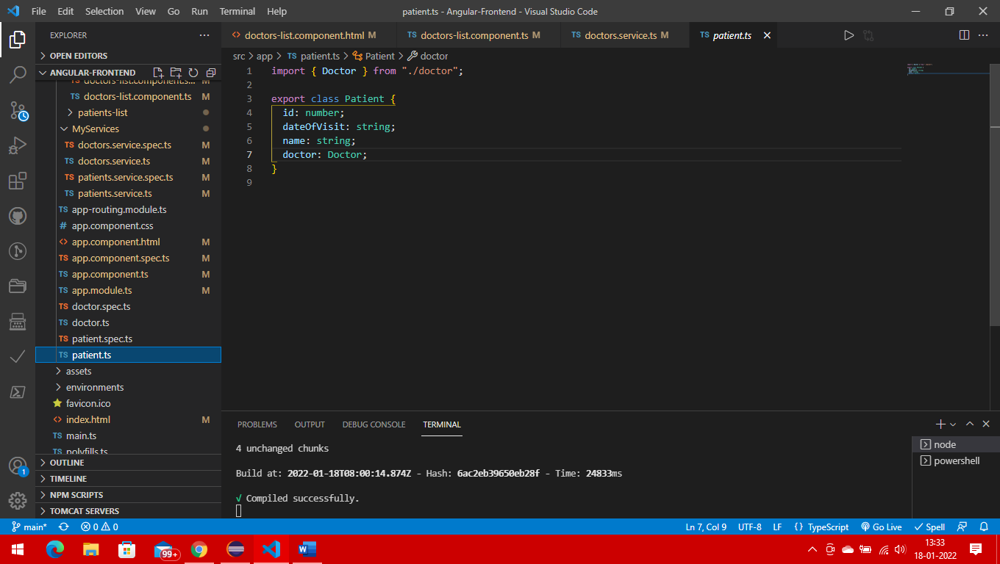 File Edit Selection View Go Run Terminal Help patient.ts - Angular-Frontend - Visual Studio Code
EXPLORER
OPEN EDITORS
ANGULAR-FRONTEND
doctors-list.component.s... M
TS doctors-list.component.ts M
patients-list
MyServices
TS doctors.service.spec.ts M
TS doctors.service.ts M
TS patients.service.spec.ts M
TS patients.service.ts M
TS app-routing.module.ts
# app.component.css
<> app.component.html M
TS app.component.spec.ts M
TS app.component.ts M
TS app.module.ts M
TS doctor.spec.ts
TS doctor.ts
TS patient.spec.ts
TS patient.ts
assets
environments
favicon.ico
<> index.html M
TS main.ts
TS polyfills.ts
OUTLINE
TIMELINE
NPM SCRIPTS
TOMCAT SERVERS
1
<> doctors-list.component.html M TS doctors-list.component.ts M TS doctors.service.ts M TS patient.ts
src > app > TS patient.ts > Patient > doctor
1 import { Doctor } from "./doctor";
2
3 export class Patient {
4 id: number;
5 dateOfVisit: string;
6 name: string;
7 doctor: Doctor;
8 }
9
PROBLEMS OUTPUT DEBUG CONSOLE TERMINAL
4 unchanged chunks
Build at: 2022-01-18T08:00:14.874Z - Hash: 6ac2eb39650eb28f - Time: 24833ms
√ Compiled successfully.
node
powershell
main* 0 0 Ln 7, Col 9 UTF-8 LF {} TypeScript Go Live Spell
99+
13:33
18-01-2022